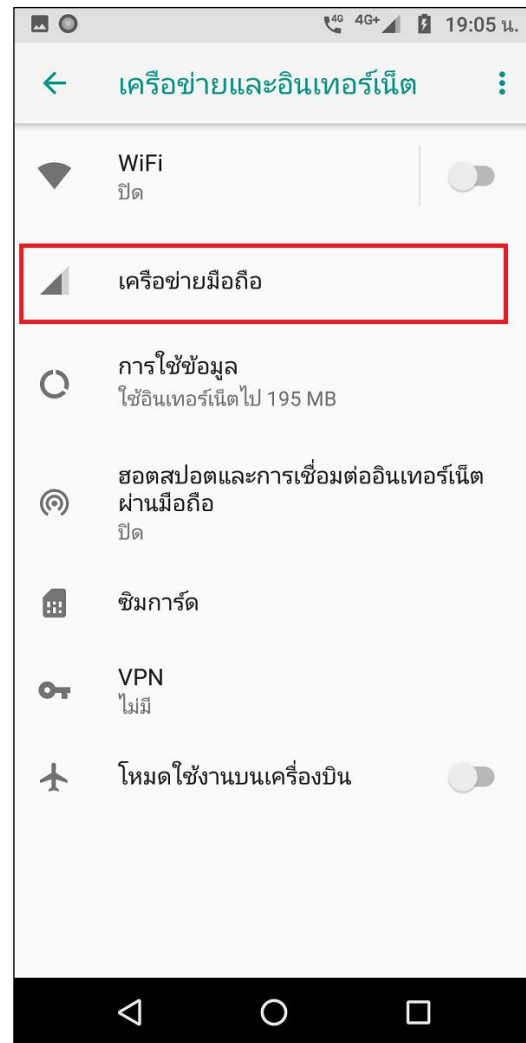 4G 4G+ 19:05 น.
เครือข่ายและอินเทอร์เน็ต
WiFi
ปิด
เครือข่ายมือถือ
การใช้ข้อมูล
ใช้อินเทอร์เน็ตไป 195 MB
ฮอตสปอตและการเชื่อมต่ออินเทอร์เน็ต
ผ่านมือถือ
ปิด
ซิมการ์ด
VPN
ไม่มี
โหมดใช้งานบนเครื่องบิน